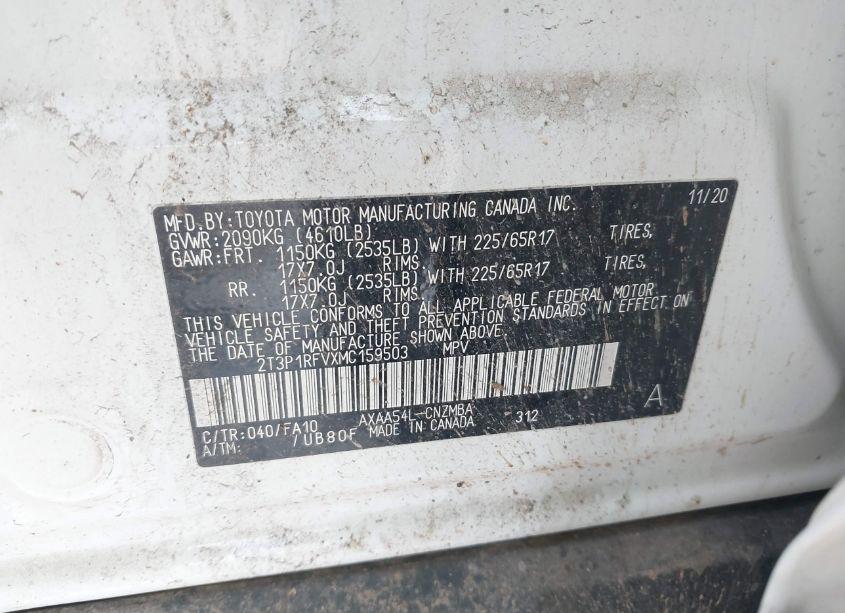 MFD.BY:TOYOTA MOTOR MANUFACTURING CANADA INC. 11/20
GVWR:2090KG (4610LB)
GAWR:FRT. 1150KG (2535LB) WITH 225/65R17 TIRES,
17X7.0J RIMS,
RR. 1150KG (2535LB) WITH 225/65R17 TIRES,
17X7.0J RIMS.
THIS VEHICLE CONFORMS TO ALL APPLICABLE FEDERAL MOTOR
VEHICLE SAFETY AND THEFT PREVENTION STANDARDS IN EFFECT ON
THE DATE OF MANUFACTURE SHOWN ABOVE.
2T3P1RFVXMC159503 MPV
C/TR:040/FA10 AXAA54L-CNZMBA 312
A/TM: /UB80F MADE IN CANADA
A